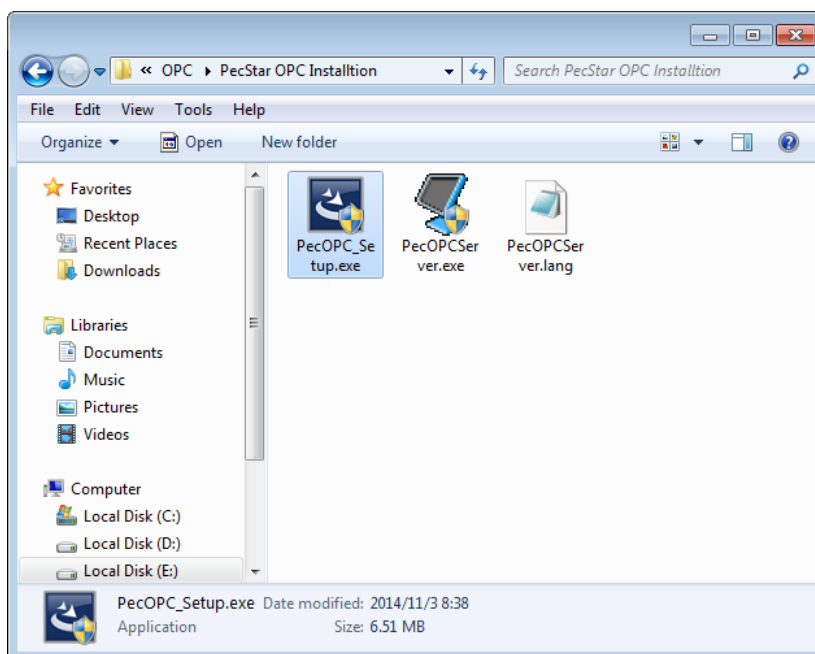 « OPC ▸ PecStar OPC Installtion
Search PecStar OPC Installtion
File Edit View Tools Help
Organize Open New folder
Favorites
Desktop
Recent Places
Downloads
Libraries
Documents
Music
Pictures
Videos
Computer
Local Disk (C:)
Local Disk (D:)
Local Disk (E:)
PecOPC_Se
tup.exe
PecOPCSer
ver.exe
PecOPCSer
ver.lang
PecOPC_Setup.exe Date modified: 2014/11/3 8:38
Application Size: 6.51 MB